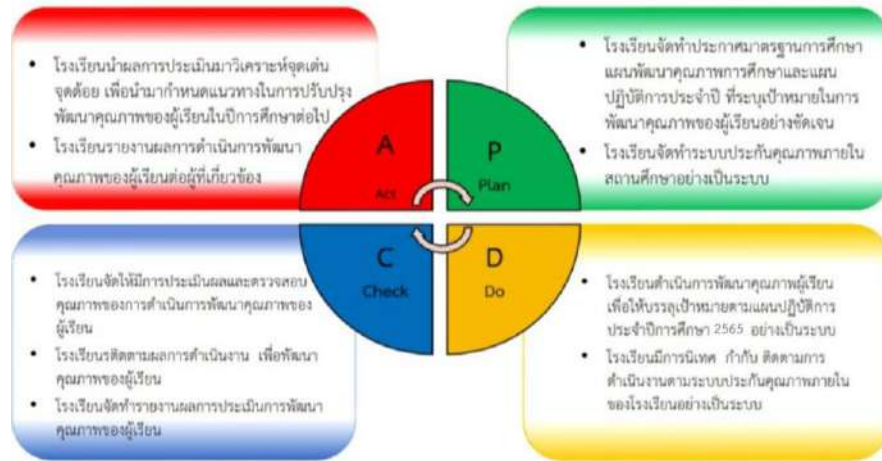 โรงเรียนนำผลการประเมินมาวิเคราะห์จุดเด่น
จุดด้อย เพื่อนำมากำหนดแนวทางในการปรับปรุง
พัฒนาคุณภาพของผู้เรียนในปีการศึกษาต่อไป
โรงเรียนรายงานผลการดำเนินการพัฒนา
คุณภาพของผู้เรียนต่อผู้ที่เกี่ยวข้อง
A
Act
P
Plan
โรงเรียนจัดทำประกาศมาตรฐานการศึกษา
แผนพัฒนาคุณภาพการศึกษาและแผน
ปฏิบัติการประจำปี ที่ระบุเป้าหมายในการ
พัฒนาคุณภาพของผู้เรียนอย่างชัดเจน
โรงเรียนจัดทำระบบประกันคุณภาพภายใน
สถานศึกษาอย่างเป็นระบบ
โรงเรียนจัดให้มีการประเมินผลและตรวจสอบ
คุณภาพของการดำเนินการพัฒนาคุณภาพของ
ผู้เรียน
โรงเรียนรติดตามผลการดำเนินงาน เพื่อพัฒนา
คุณภาพของผู้เรียน
โรงเรียนจัดทำรายงานผลการประเมินการพัฒนา
คุณภาพของผู้เรียน
C
Check
D
Do
โรงเรียนดำเนินการพัฒนาคุณภาพผู้เรียน
เพื่อให้บรรลุเป้าหมายตามแผนปฏิบัติการ
ประจำปีการศึกษา 2565 อย่างเป็นระบบ
โรงเรียนมีการนิเทศ กำกับ ติดตามการ
ดำเนินงานตามระบบประกันคุณภาพภายใน
ของโรงเรียนอย่างเป็นระบบ